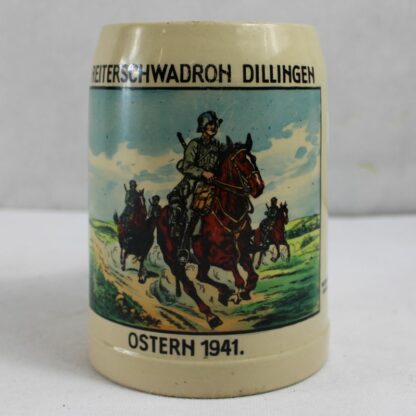 REITERSCHWADRON DILLINGEN
OSTERN 1941.